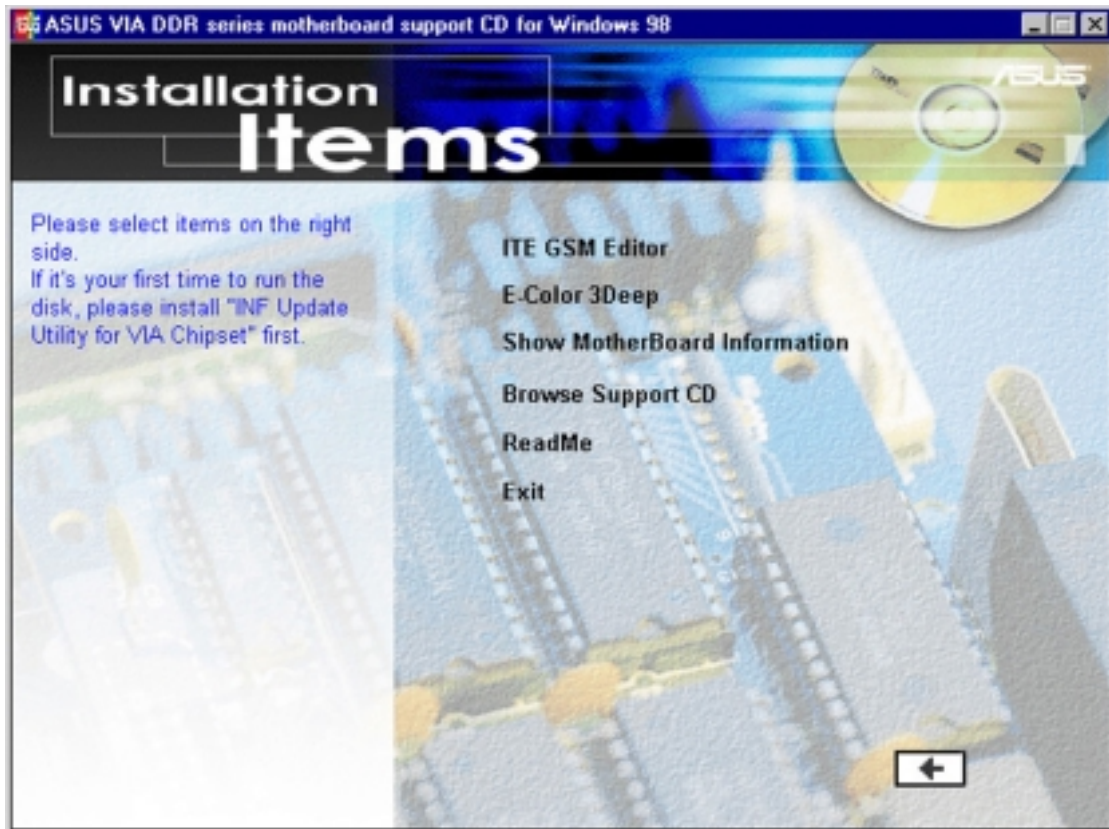 ASUS VIA DDR series motherboard support CD for Windows 98
ASUS
Installation
Items
Please select items on the right
side.
If it's your first time to run the
disk, please install "INF Update
Utility for VIA Chipset" first.
ITE GSM Editor
E-Color 3Deep
Show MotherBoard Information
Browse Support CD
ReadMe
Exit